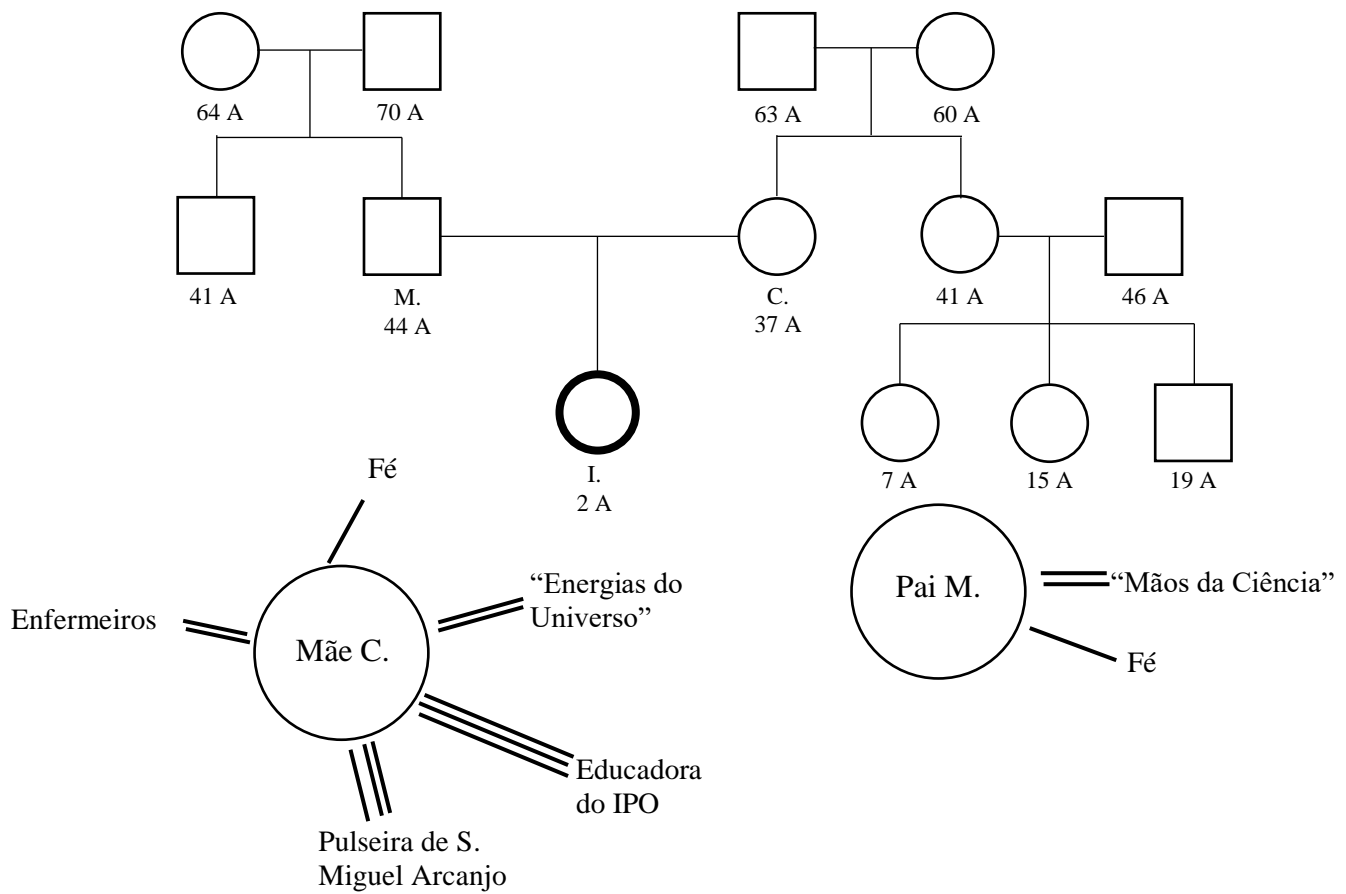 64 A
70 A
63 A
60 A
41 A
M.
44 A
C.
37 A
41 A
46 A
I.
2 A
7 A
15 A
19 A
Fé
Enfermeiros
Mãe C.
“Energias do
Universo”
Educadora
do IPO
Pulseira de S.
Miguel Arcanjo
Pai M.
“Mãos da Ciência”
Fé